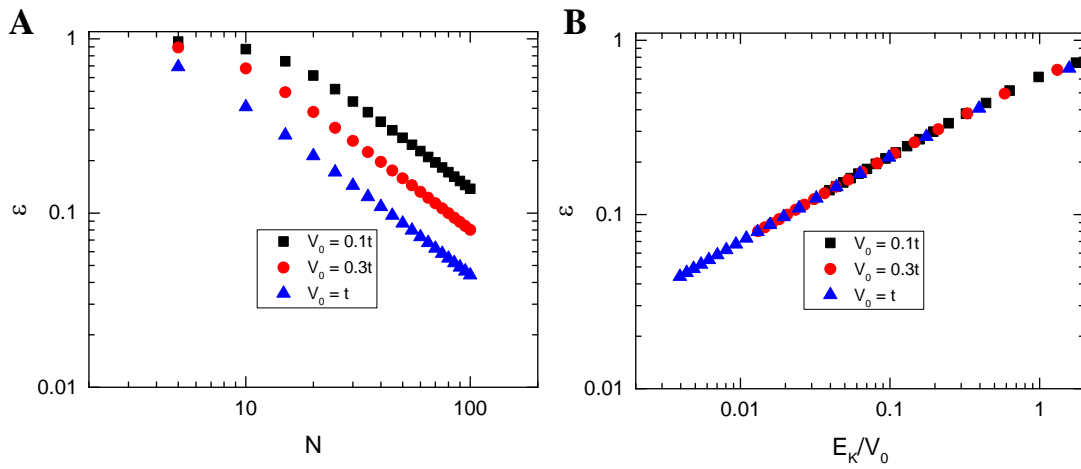 A
1
0.1
0.01
ε
10
100
N
V₀ = 0.1t
V₀ = 0.3t
V₀ = t
B
1
0.1
0.01
ε
0.01
0.1
1
E_K/V₀
V₀ = 0.1t
V₀ = 0.3t
V₀ = t